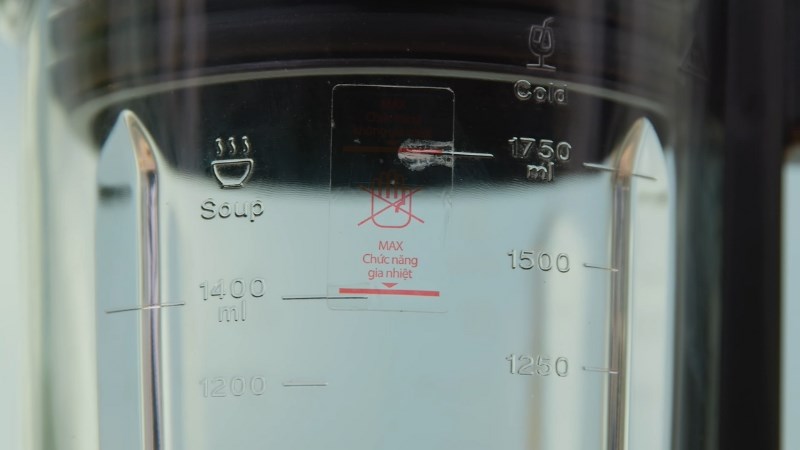 Cold
1750
ml
Soup
MAX
Chức năng
gia nhiệt
1500
1400
ml
1250
1200